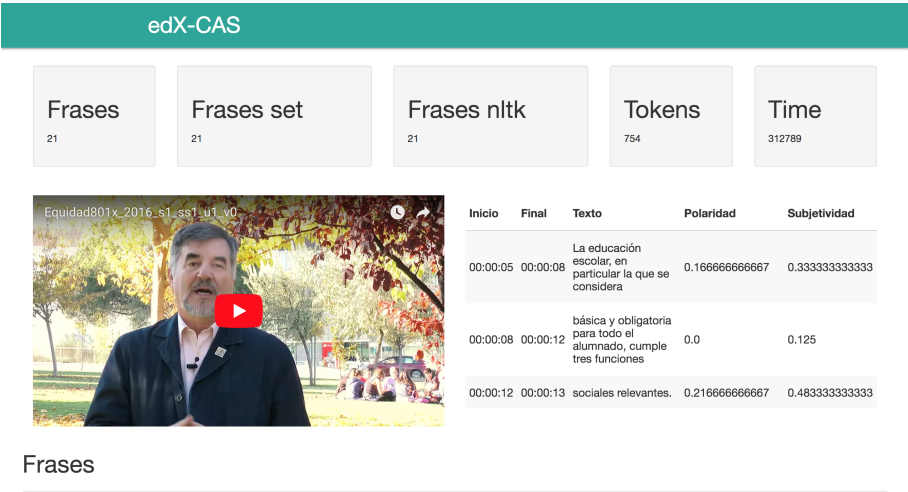 edX-CAS
Frases
21
Frases set
21
Frases nltk
21
Tokens
754
Time
312789
Equidad801x_2016_s1_ss1_u1_v0
Inicio Final Texto Polaridad Subjetividad
00:00:05 00:00:08 La educación
escolar, en
particular la que se
considera
0.166666666667 0.333333333333
00:00:08 00:00:12 básica y obligatoria
para todo el
alumnado, cumple
tres funciones
0.0 0.125
00:00:12 00:00:13 sociales relevantes. 0.216666666667 0.483333333333
Frases